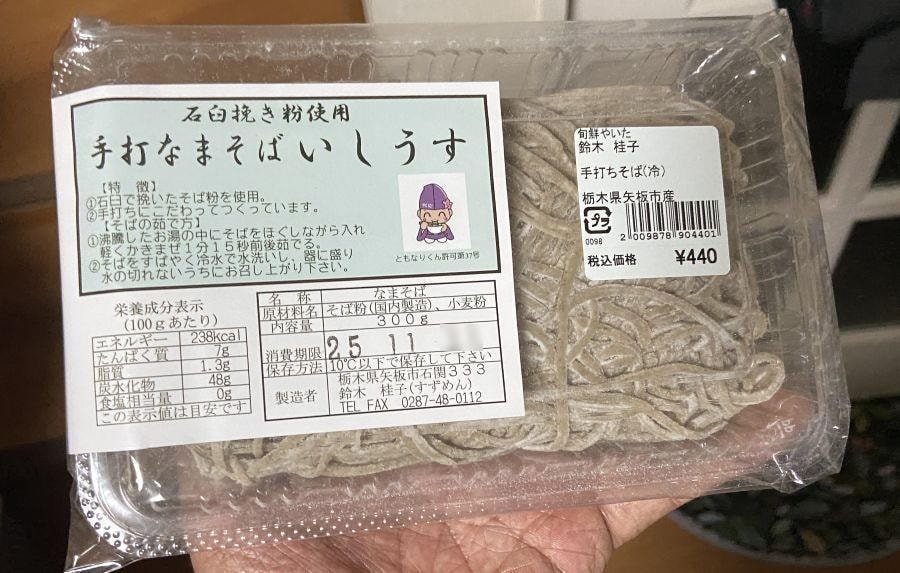 石臼挽き粉使用
手打なまそばいしうす
【特 徴】
①石臼で挽いたそば粉を使用。
②手打ちにこだわってつくっています。
【そばの茹で方】
①沸騰したお湯の中にそばをほぐしながら入れ
軽くかきまぜ1分15秒前後茹でる。
②そばをすばやく冷水で水洗いし、器に盛り
水の切れないうちにお召し上がり下さい。
ともなりくん許可第37号
栄養成分表示
(100gあたり)
エネルギー 238kcal
たんぱく質 7g
脂質 1.3g
炭水化物 48g
食塩相当量 0g
この表示値は目安です
名 称 なまそば
原材料名 そば粉(国内製造)、小麦粉
内容量 300g
消費期限 25 11
保存方法 10℃以下で保存して下さい
製造者 栃木県矢板市石関333
鈴木 桂子(すずめん)
TEL FAX 0287-48-0112
旬鮮やいた
鈴木 桂子
手打ちそば(冷)
栃木県矢板市産
プラ
0098
2 009878 904401
税込価格 ¥440